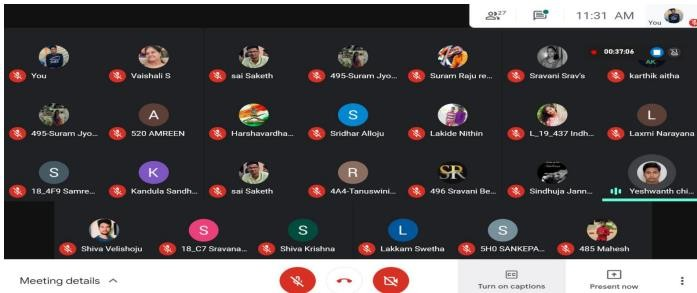 27
11:31 AM
You
00:37:06
You
Vaishali S
sai Saketh
495-Suram Jyo...
Suram Raju re...
Sravani Srav's
AK
karthik aitha
495-Suram Jyo...
A
520 AMREEN
Harshavardha...
S
Sridhar Alloju
Lakide Nithin
L_19_437 Indh...
L
Laxmi Narayana
S
18_4F9 Samre...
K
Kandula Sandh...
sai Saketh
R
4A4-Tanuswini...
SR
496 Sravani Be...
Sindhuja Jann...
Yeshwanth chi...
Shiva Velishoju
S
18_C7 Sravana...
S
Shiva Krishna
L
Lakkam Swetha
S
5H0 SANKEPA...
485 Mahesh
Meeting details
CC
Turn on captions
Present now